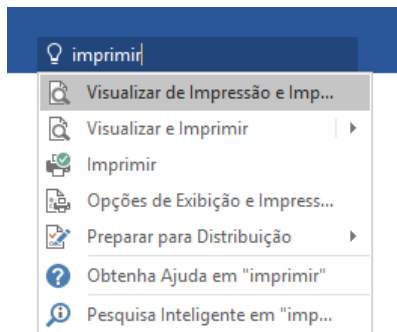 imprimir
Visualizar de Impressão e Imp...
Visualizar e Imprimir
Imprimir
Opções de Exibição e Impress...
Preparar para Distribuição
Obtenha Ajuda em "imprimir"
Pesquisa Inteligente em "imp...